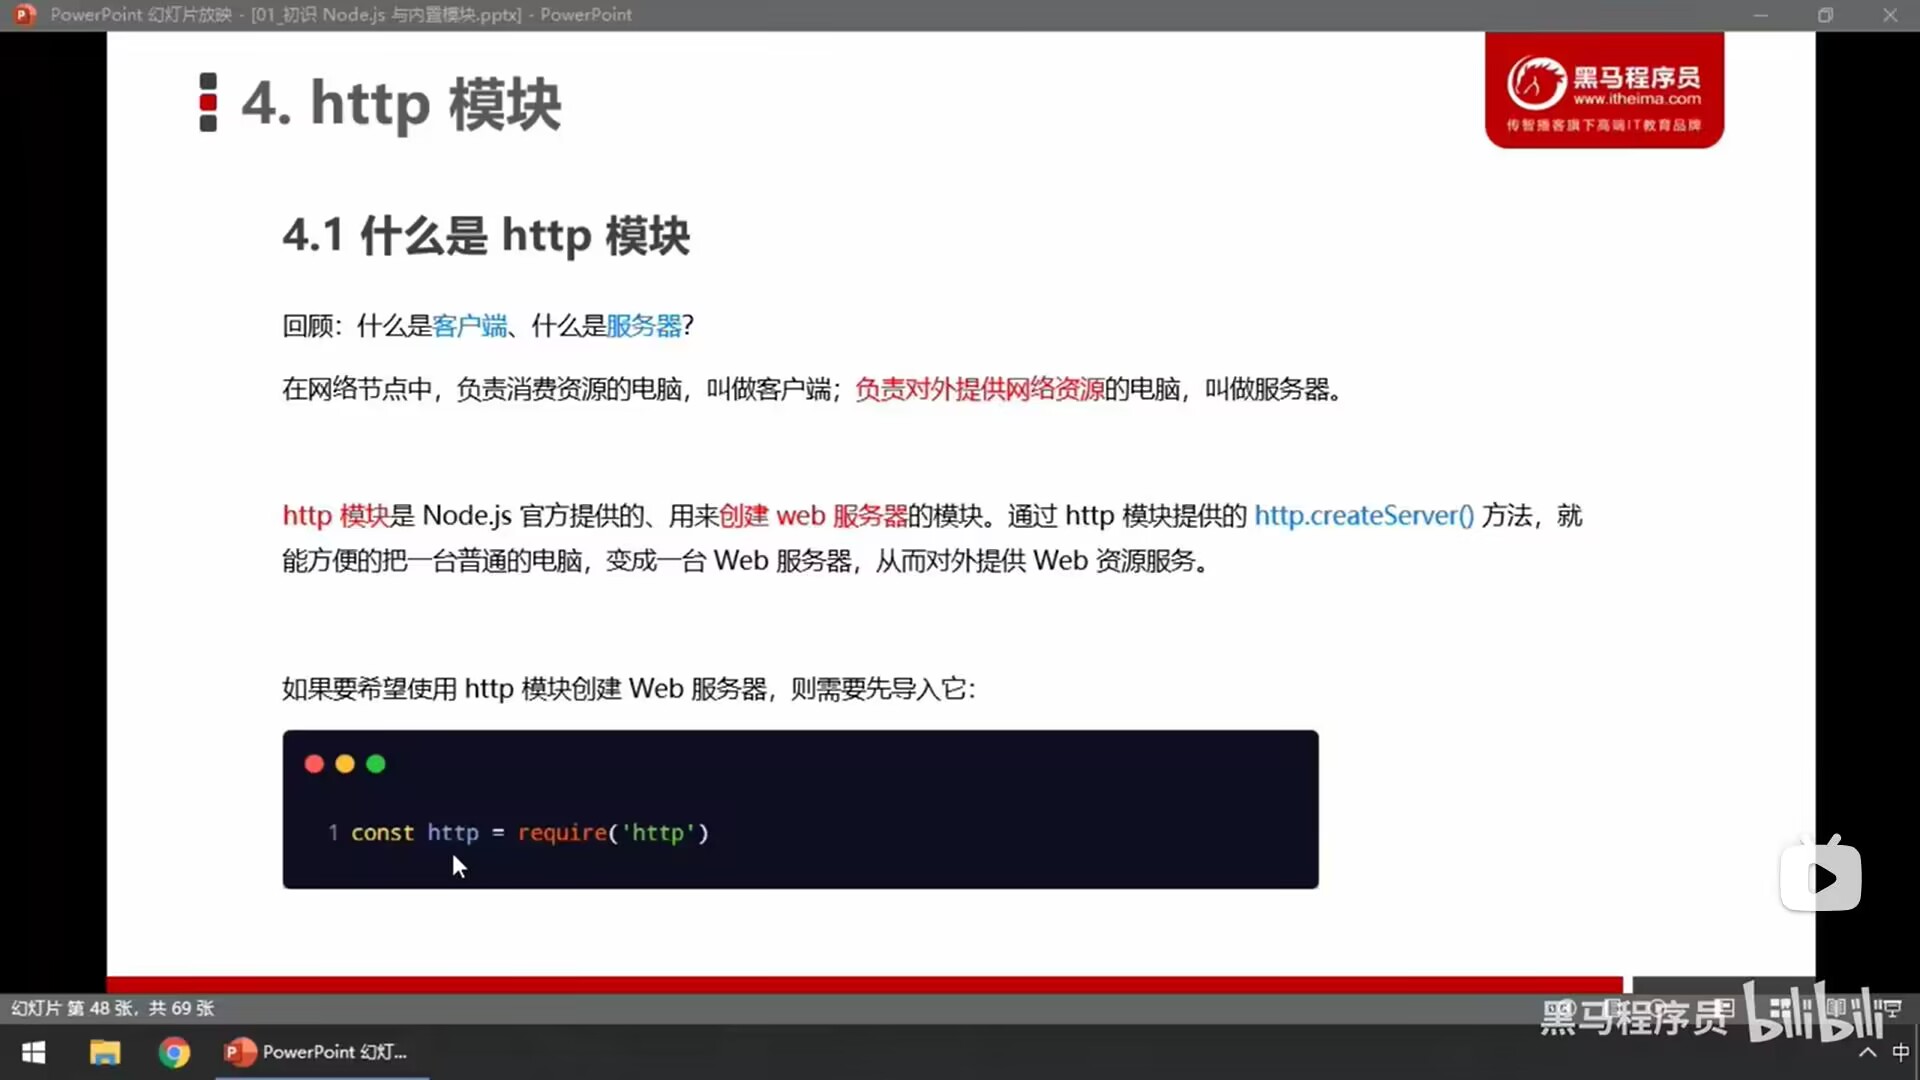 PowerPoint 幻灯片放映 - [01_初识 Node.js 与内置模块.pptx] - PowerPoint
4. http 模块
黑马程序员
www.itheima.com
传智播客旗下高端IT教育品牌
4.1 什么是 http 模块
回顾：什么是客户端、什么是服务器？
在网络节点中，负责消费资源的电脑，叫做客户端；负责对外提供网络资源的电脑，叫做服务器。
http 模块是 Node.js 官方提供的、用来创建 web 服务器的模块。通过 http 模块提供的 http.createServer() 方法，就
能方便的把一台普通的电脑，变成一台 Web 服务器，从而对外提供 Web 资源服务。
如果要希望使用 http 模块创建 Web 服务器，则需要先导入它：
1 const http = require('http')
幻灯片 第 48 张，共 69 张
黑马程序员 bilibili
PowerPoint 幻灯...
中